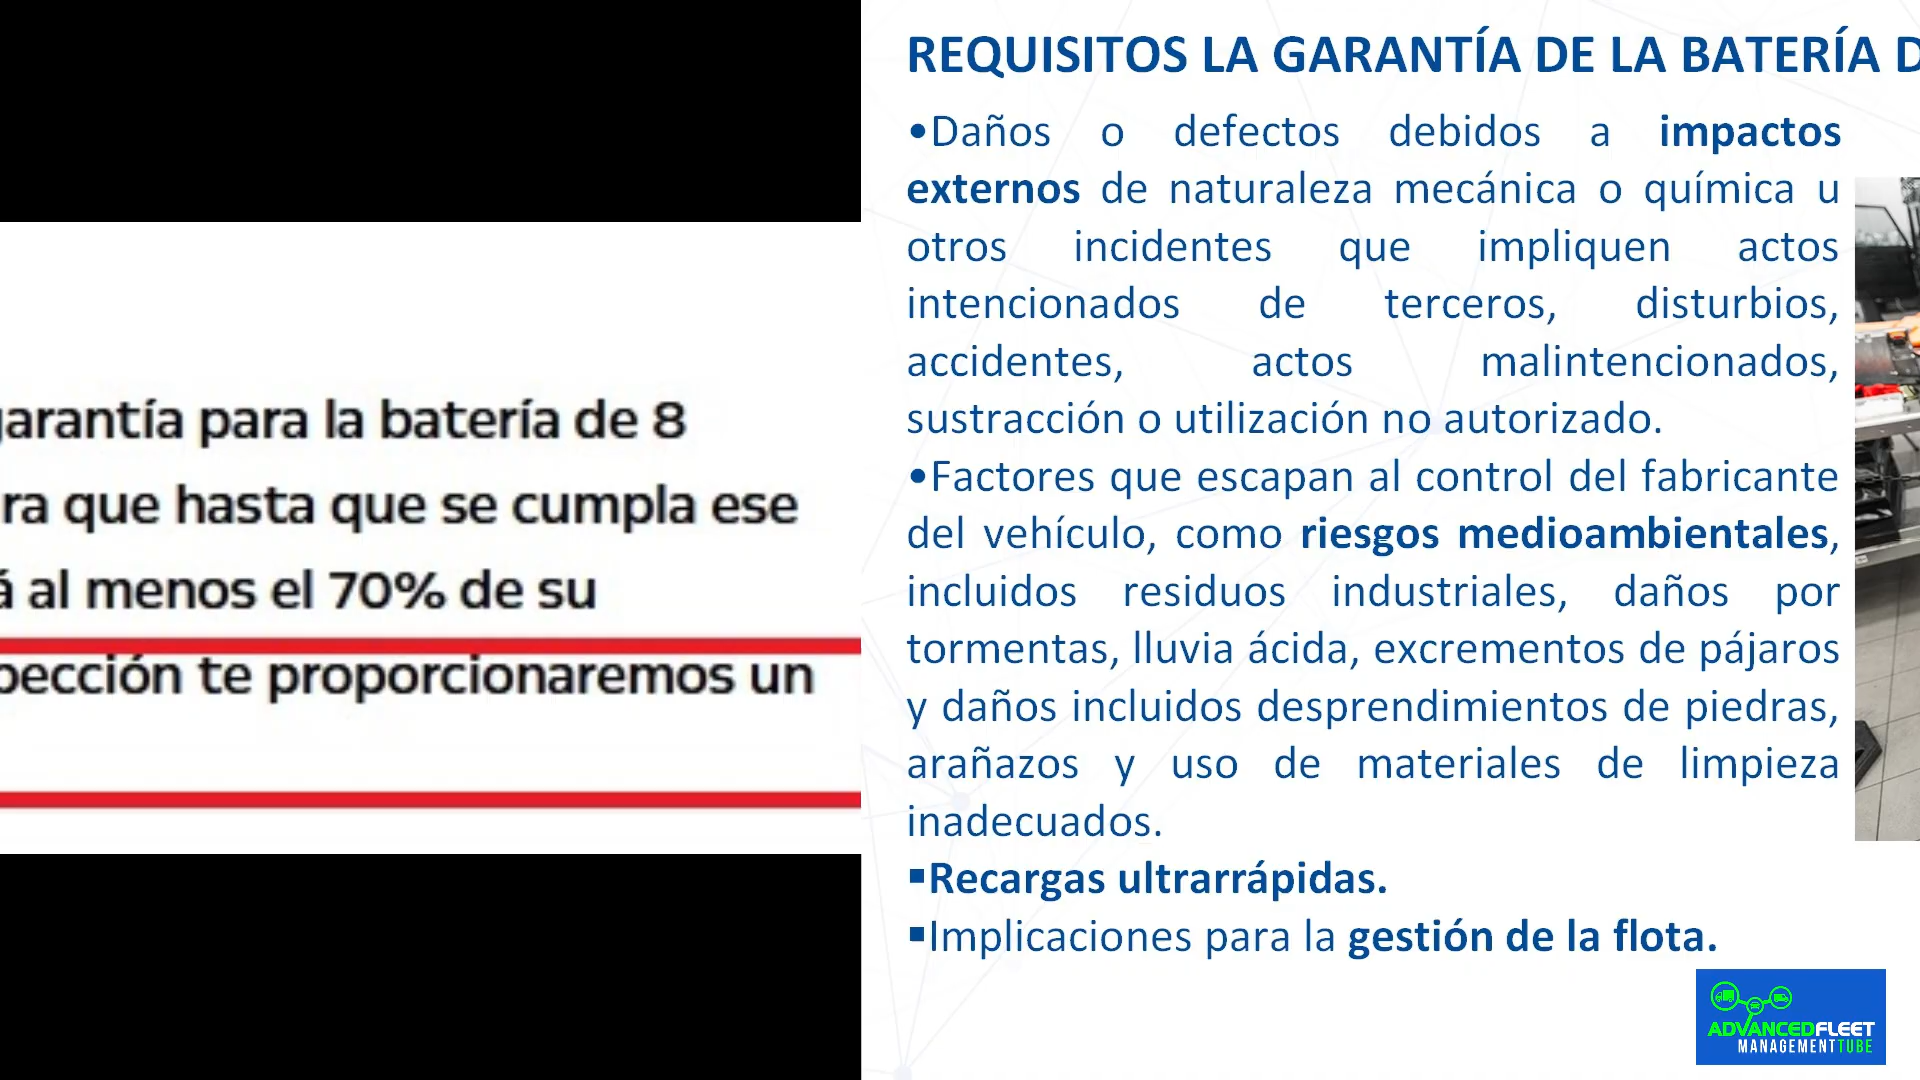 garantía para la batería de 8
ra que hasta que se cumpla ese
á al menos el 70% de su
pección te proporcionaremos un
REQUISITOS LA GARANTÍA DE LA BATERÍA D
•Daños o defectos debidos a impactos
externos de naturaleza mecánica o química u
otros incidentes que impliquen actos
intencionados de terceros, disturbios,
accidentes, actos malintencionados,
sustracción o utilización no autorizado.
•Factores que escapan al control del fabricante
del vehículo, como riesgos medioambientales,
incluidos residuos industriales, daños por
tormentas, lluvia ácida, excrementos de pájaros
y daños incluidos desprendimientos de piedras,
arañazos y uso de materiales de limpieza
inadecuados.
▪Recargas ultrarrápidas.
▪Implicaciones para la gestión de la flota.
ADVANCEDFLEET
MANAGEMENTTUBE